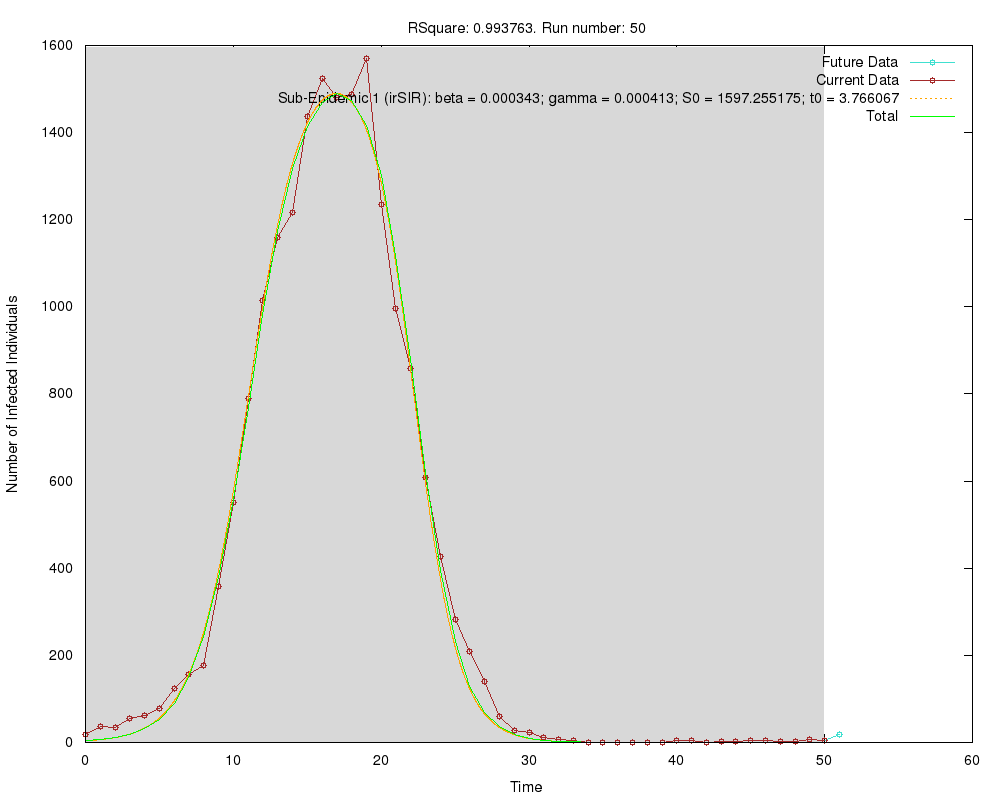 RSquare: 0.993763. Run number: 50
1600
1400
1200
1000
800
600
400
200
0
Number of Infected Individuals
Future Data
Current Data
Sub-Epidemic 1 (irSIR): beta = 0.000343; gamma = 0.000413; S0 = 1597.255175; t0 = 3.766067
Total
0 10 20 30 40 50 60
Time